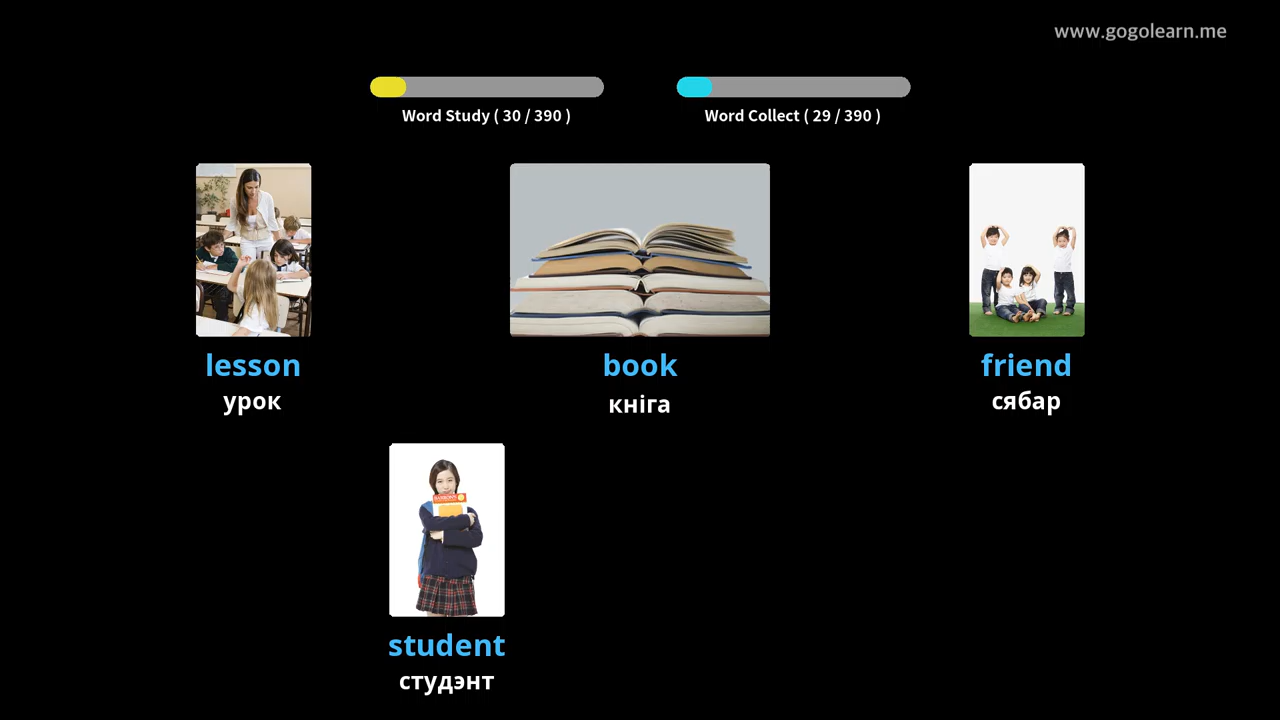 www.gogolearn.me
Word Study ( 30 / 390 )
Word Collect ( 29 / 390 )
lesson
урок
book
кніга
friend
сябар
student
студэнт